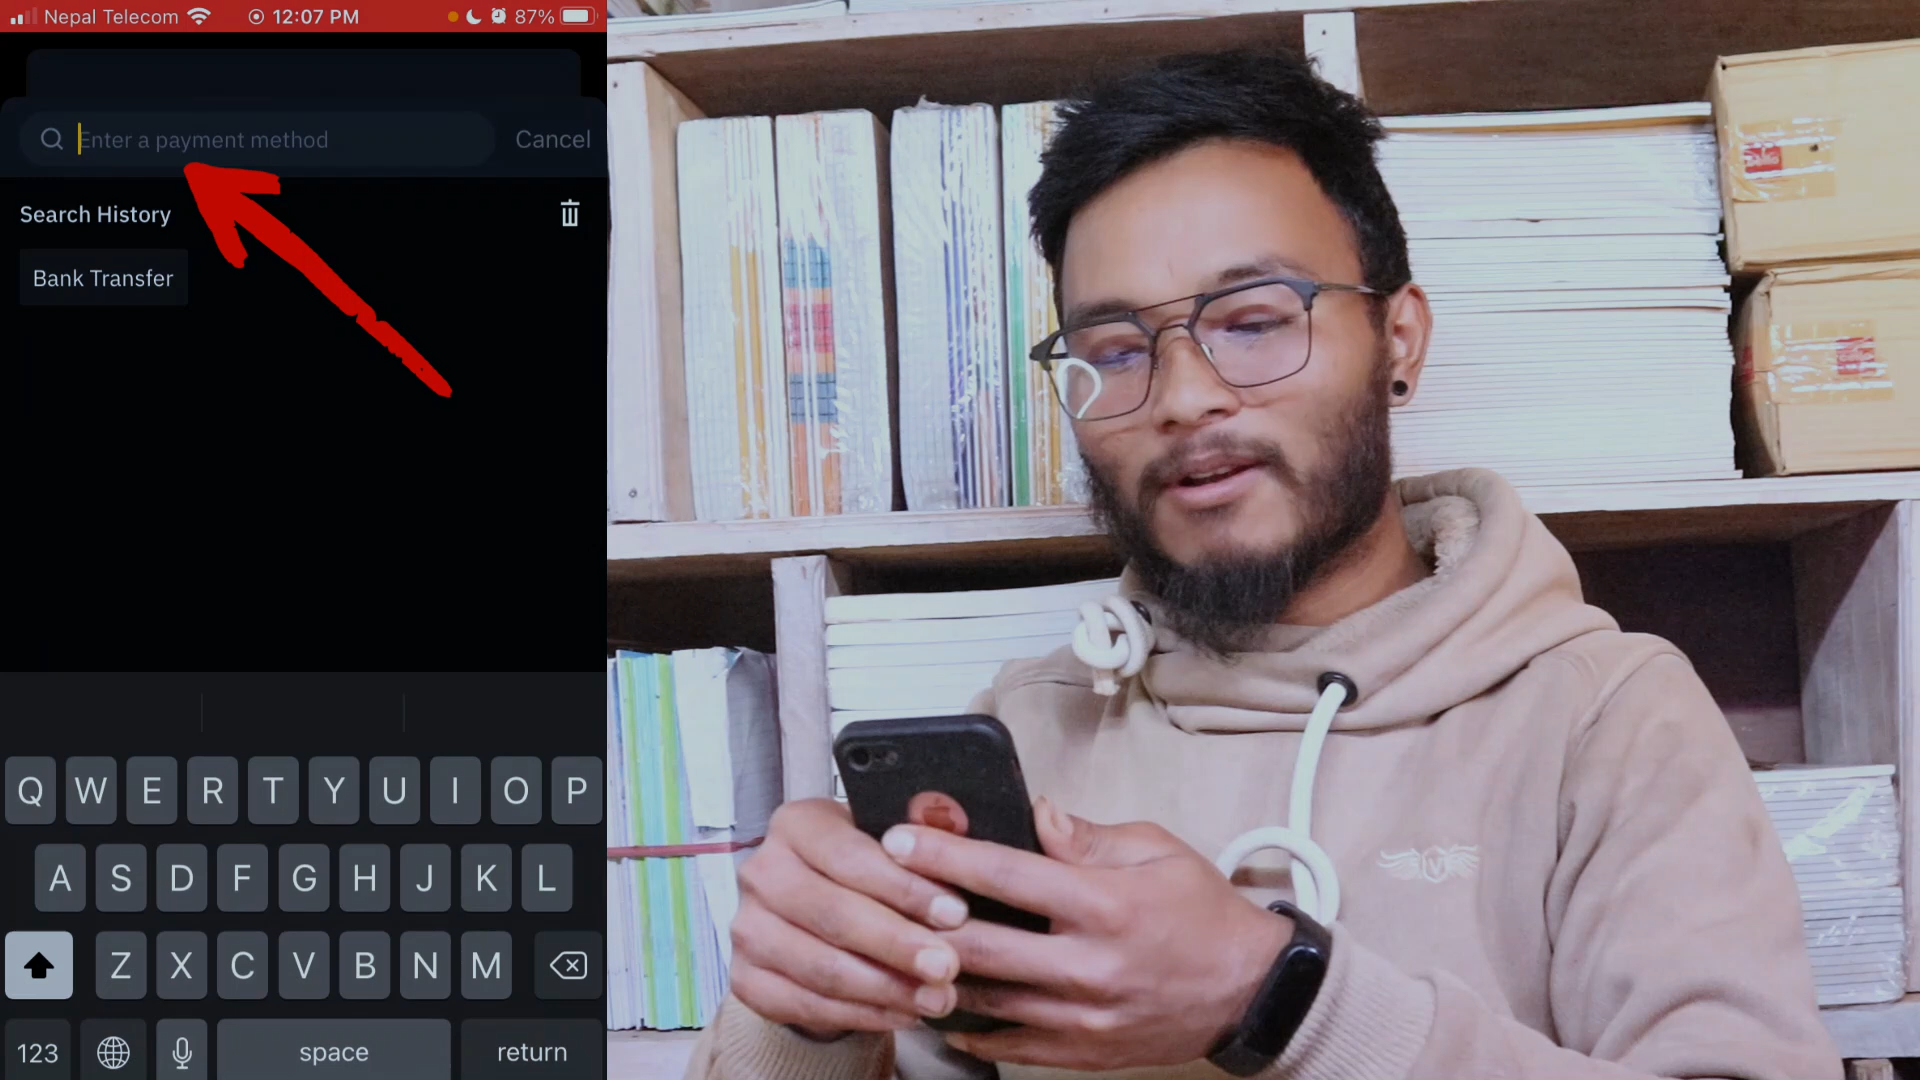 Nepal Telecom 12:07 PM 87%
Enter a payment method Cancel
Search History
Bank Transfer
Q W E R T Y U I O P
A S D F G H J K L
Z X C V B N M
123 space return
V